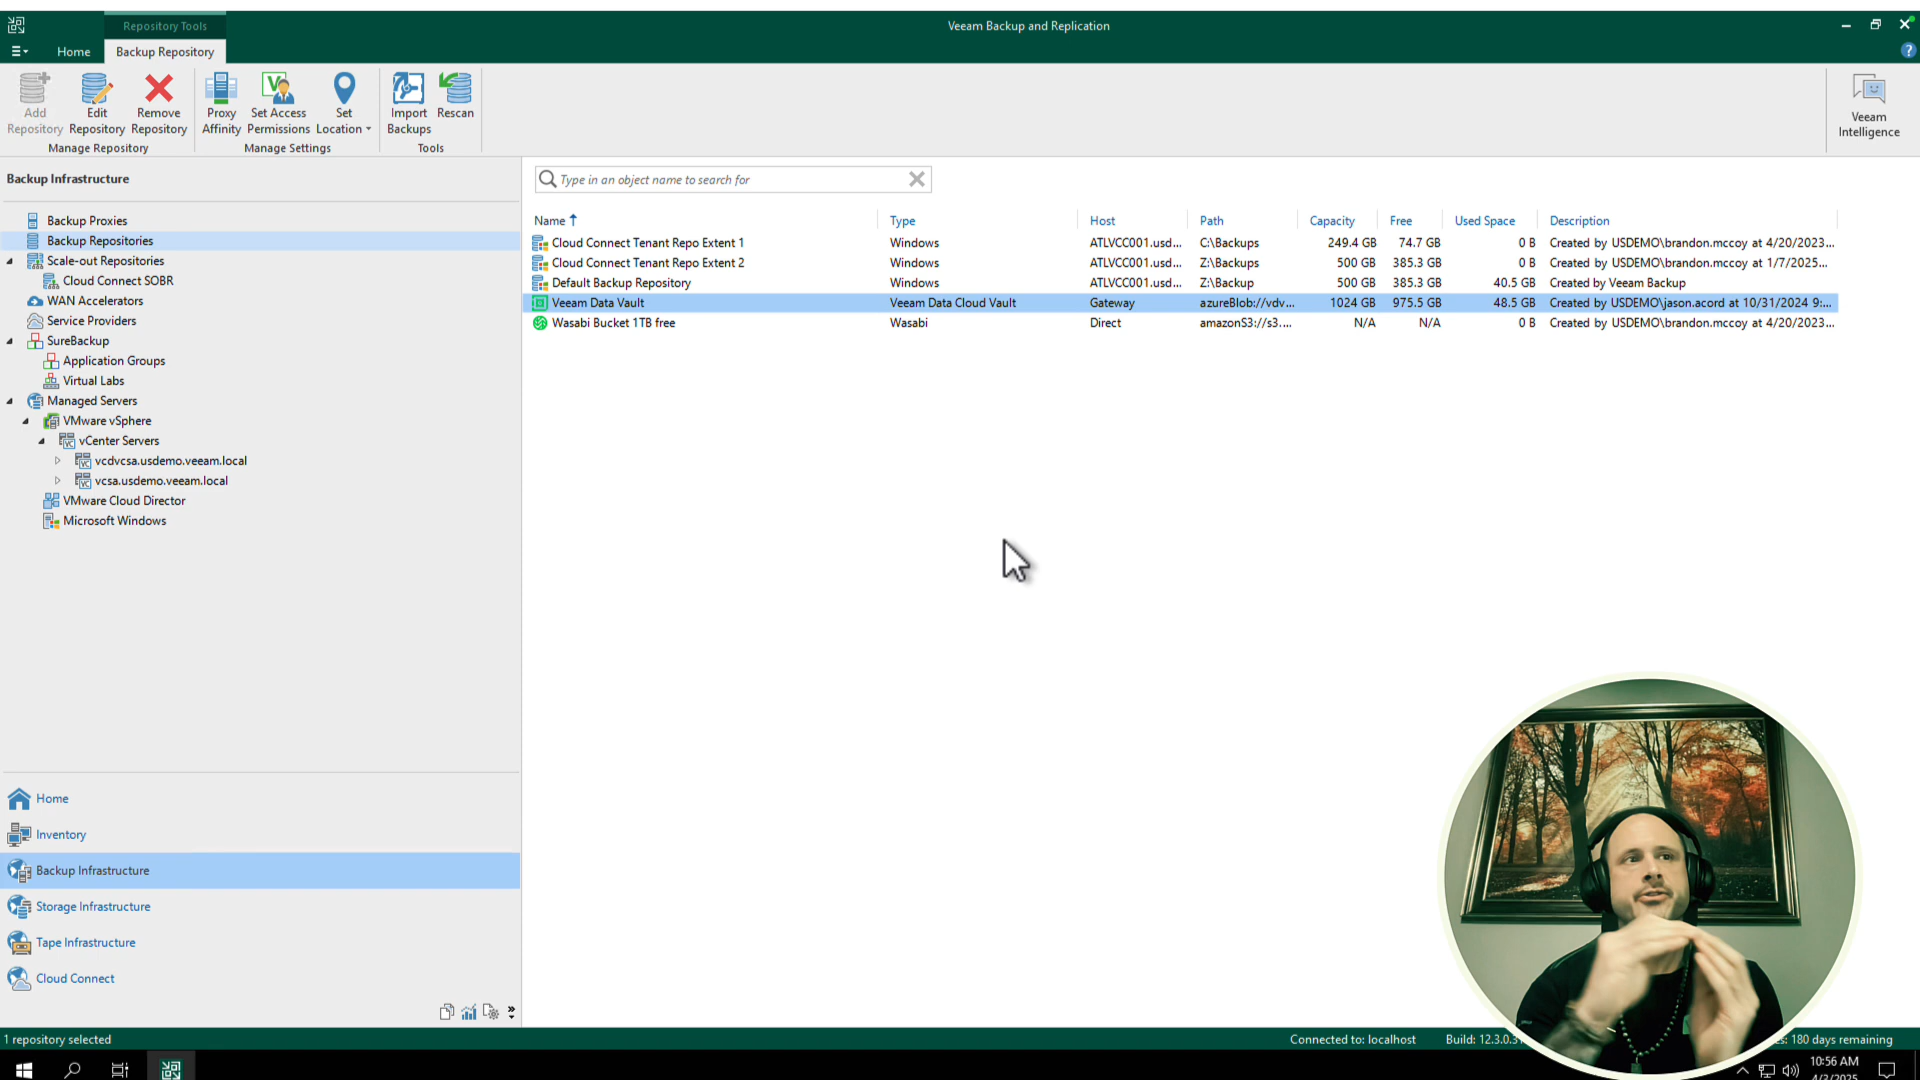 Repository Tools
Veeam Backup and Replication
Home
Backup Repository
Add Repository
Edit Repository
Remove Repository
Manage Repository
Proxy Affinity
Set Access Permissions
Set Location
Manage Settings
Import Backups
Rescan
Tools
Veeam Intelligence
Backup Infrastructure
Type in an object name to search for
Backup Proxies
Backup Repositories
Scale-out Repositories
Cloud Connect SOBR
WAN Accelerators
Service Providers
SureBackup
Application Groups
Virtual Labs
Managed Servers
VMware vSphere
vCenter Servers
vcdvcsa.usdemo.veeam.local
vcsa.usdemo.veeam.local
VMware Cloud Director
Microsoft Windows
Name Type Host Path Capacity Free Used Space Description
Cloud Connect Tenant Repo Extent 1 Windows ATLVCC001.usd... C:\Backups 249.4 GB 74.7 GB 0 B Created by USDEMO\brandon.mccoy at 4/20/2023...
Cloud Connect Tenant Repo Extent 2 Windows ATLVCC001.usd... Z:\Backups 500 GB 385.3 GB 0 B Created by USDEMO\brandon.mccoy at 1/7/2025...
Default Backup Repository Windows ATLVCC001.usd... Z:\Backup 500 GB 385.3 GB 40.5 GB Created by Veeam Backup
Veeam Data Vault Veeam Data Cloud Vault Gateway azureBlob://vdv... 1024 GB 975.5 GB 48.5 GB Created by USDEMO\jason.acord at 10/31/2024 9:...
Wasabi Bucket 1TB free Wasabi Direct amazonS3://s3.... N/A N/A 0 B Created by USDEMO\brandon.mccoy at 4/20/2023...
Home
Inventory
Backup Infrastructure
Storage Infrastructure
Tape Infrastructure
Cloud Connect
1 repository selected
Connected to: localhost
Build: 12.3.0.3
180 days remaining
10:56 AM